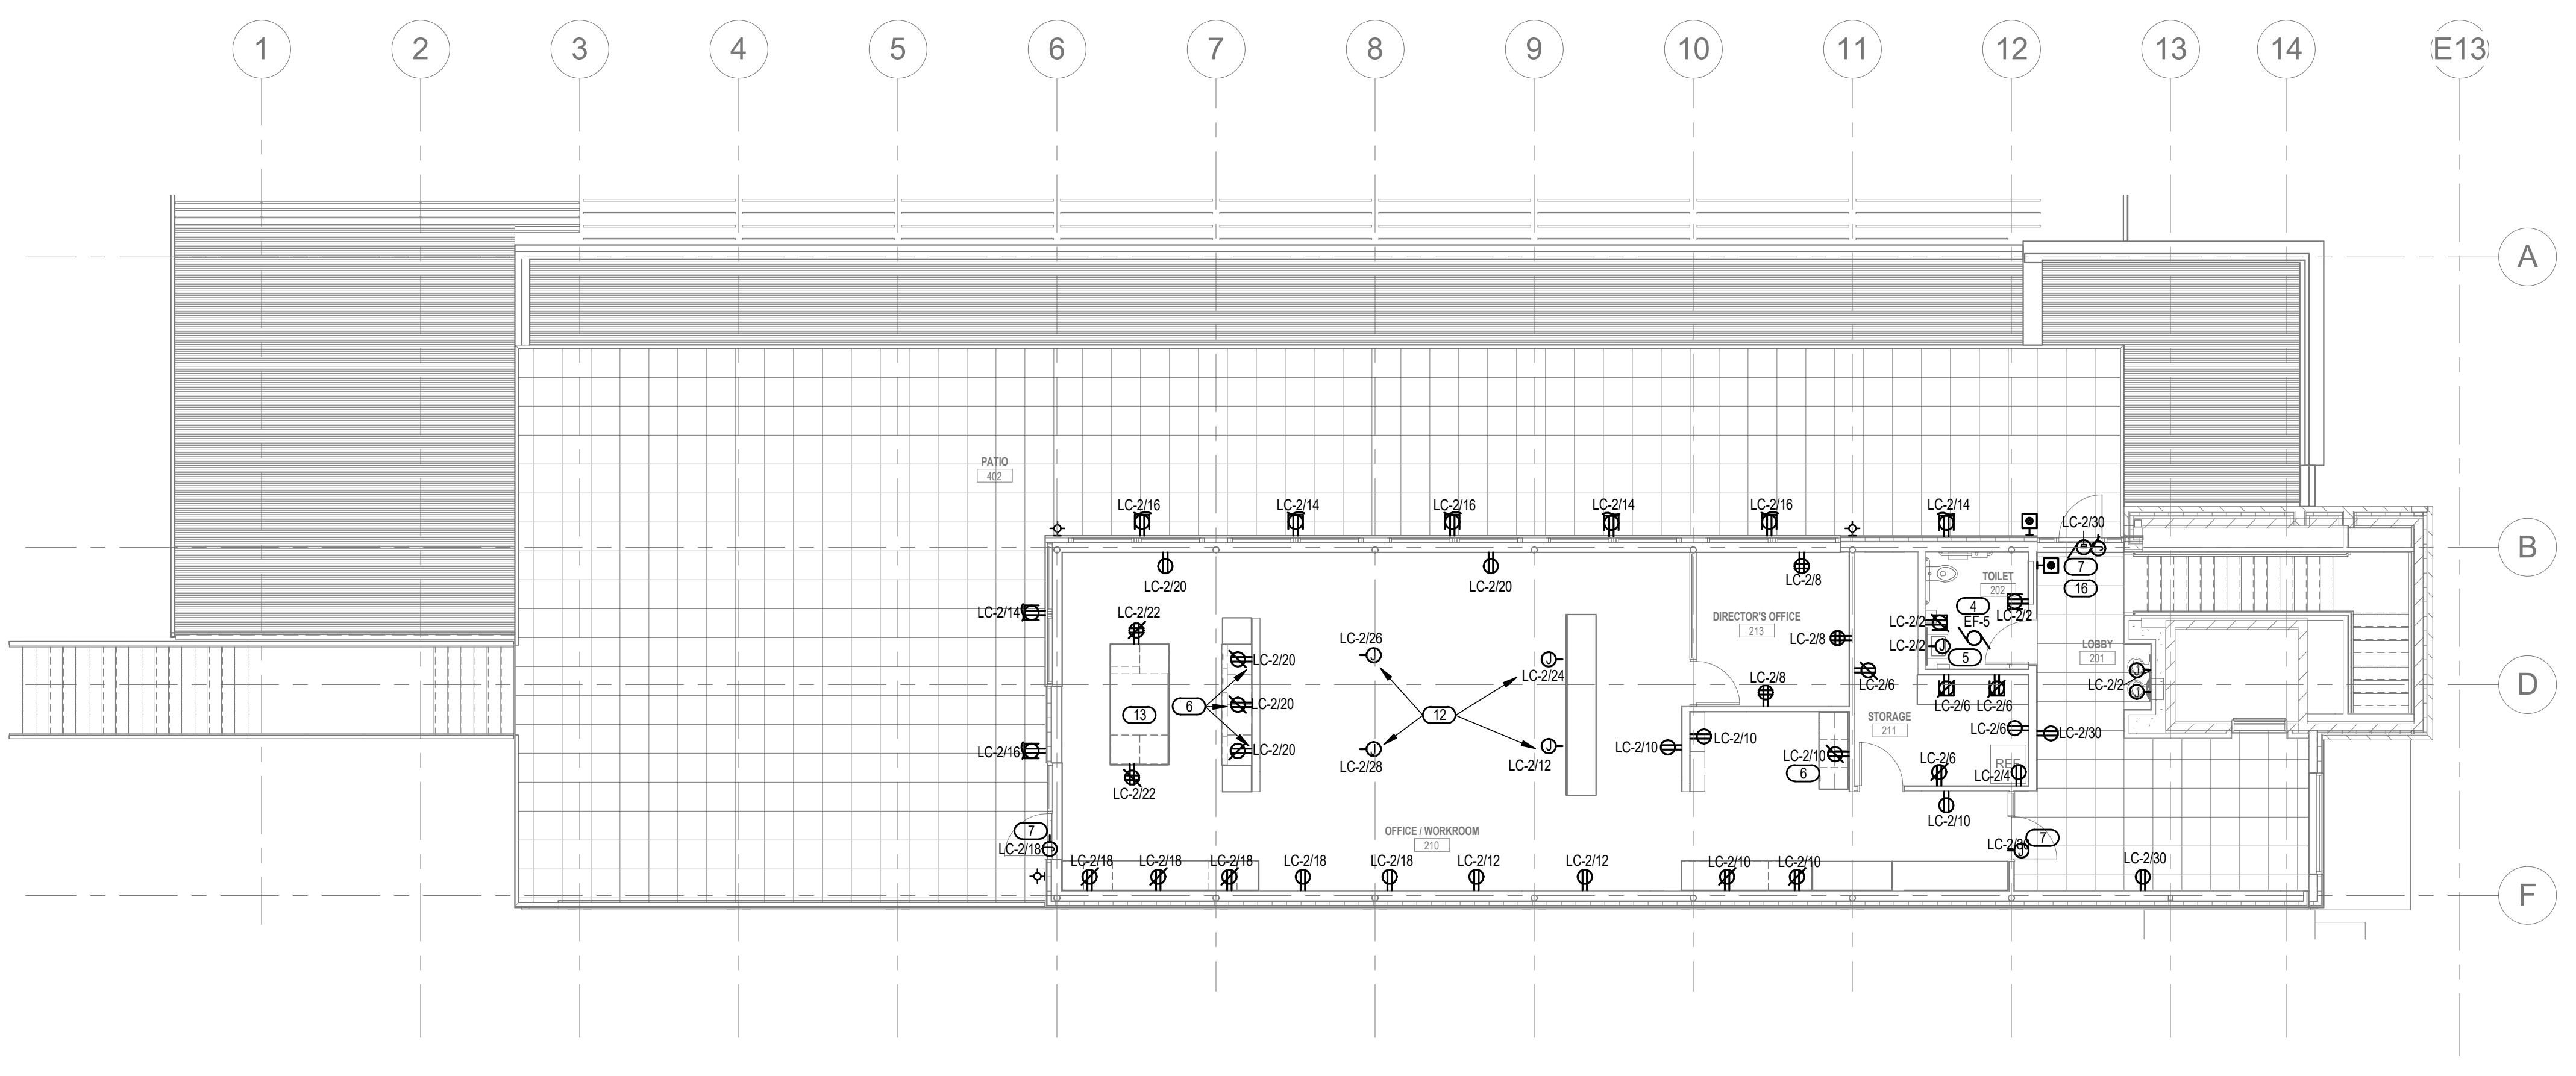 1 2 3 4 5 6 7 8 9 10 11 12 13 14 E13
A
PATIO
402
LC-2/16 LC-2/14 LC-2/16 LC-2/14 LC-2/16 LC-2/14
LC-2/30
B
7
16
LC-2/20 LC-2/20 LC-2/8
TOILET
202
4
EF-5
LC-2/2
LC-2/2
LC-2/2
5
LC-2/14
LC-2/22
DIRECTOR'S OFFICE
213
LC-2/8
LC-2/26
J
LC-2/20
J
LC-2/24
LOBBY
201
J
LC-2/2
J
D
LC-2/8
LC-2/6
LC-2/6 LC-2/6
6
LC-2/20
13
12
STORAGE
211
LC-2/6
LC-2/30
LC-2/16
LC-2/20
J
LC-2/28
J
LC-2/12
LC-2/10
LC-2/10
LC-2/10
6
LC-2/6
REF
LC-2/4
LC-2/22
LC-2/10
7
LC-2/18
OFFICE / WORKROOM
210
7
LC-2/30
LC-2/18 LC-2/18 LC-2/18 LC-2/18 LC-2/18 LC-2/12 LC-2/12 LC-2/10 LC-2/10 LC-2/30
F